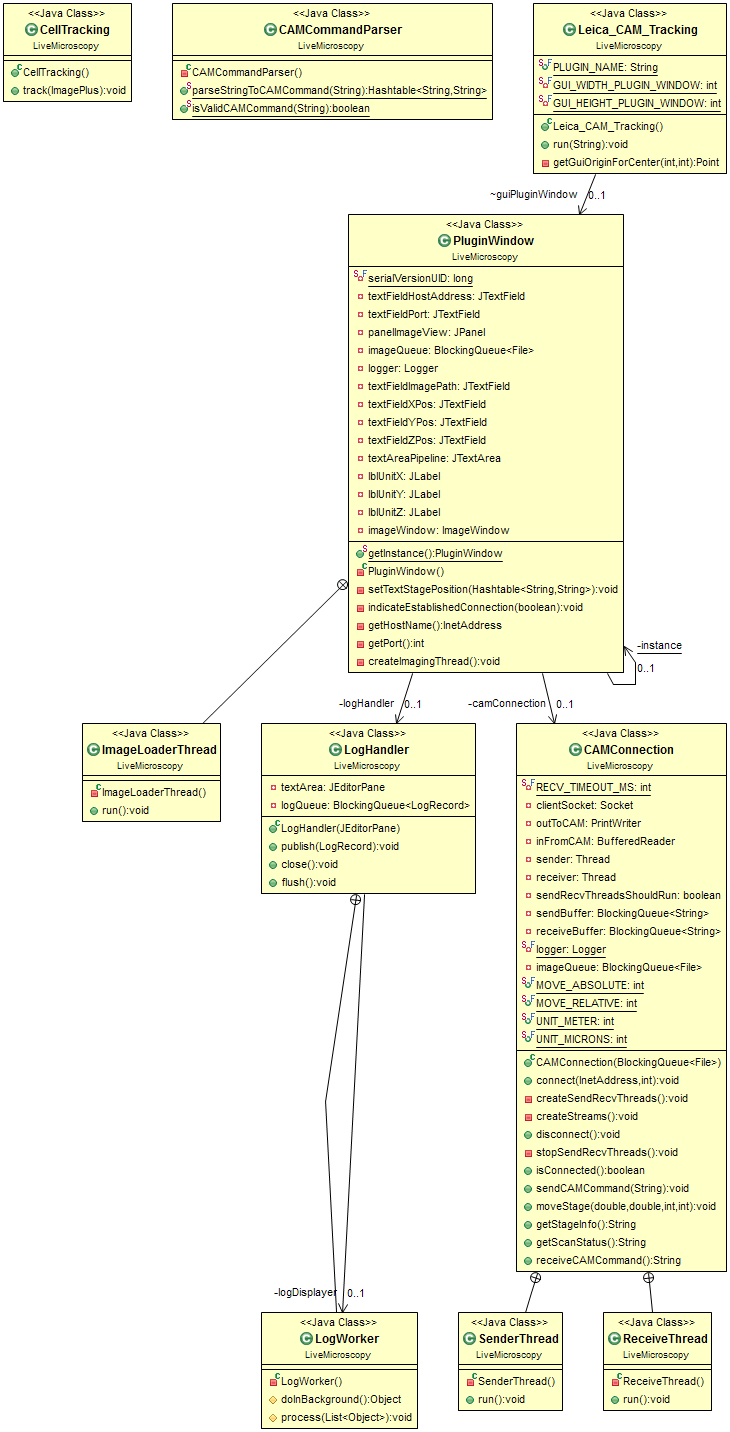 <<Java Class>>
CellTracking
LiveMicroscopy
CellTracking()
track(ImagePlus):void
<<Java Class>>
CAMCommandParser
LiveMicroscopy
CAMCommandParser()
parseStringToCAMCommand(String):Hashtable<String,String>
isValidCAMCommand(String):boolean
<<Java Class>>
Leica_CAM_Tracking
LiveMicroscopy
PLUGIN_NAME: String
GUI_WIDTH_PLUGIN_WINDOW: int
GUI_HEIGHT_PLUGIN_WINDOW: int
Leica_CAM_Tracking()
run(String):void
getGuiOriginForCenter(int,int):Point
~guiPluginWindow
0..1
<<Java Class>>
PluginWindow
LiveMicroscopy
serialVersionUID: long
textFieldHostAddress: JTextField
textFieldPort: JTextField
panelImageView: JPanel
imageQueue: BlockingQueue<File>
logger: Logger
textFieldImagePath: JTextField
textFieldXPos: JTextField
textFieldYPos: JTextField
textFieldZPos: JTextField
textAreaPipeline: JTextArea
lblUnitX: JLabel
lblUnitY: JLabel
lblUnitZ: JLabel
imageWindow: ImageWindow
getInstance():PluginWindow
PluginWindow()
setTextStagePosition(Hashtable<String,String>):void
indicateEstablishedConnection(boolean):void
getHostName():InetAddress
getPort():int
createImagingThread():void
-instance
0..1
-logHandler
0..1
-camConnection
0..1
<<Java Class>>
ImageLoaderThread
LiveMicroscopy
ImageLoaderThread()
run():void
<<Java Class>>
LogHandler
LiveMicroscopy
textArea: JEditorPane
logQueue: BlockingQueue<LogRecord>
LogHandler(JEditorPane)
publish(LogRecord):void
close():void
flush():void
<<Java Class>>
CAMConnection
LiveMicroscopy
RECV_TIMEOUT_MS: int
clientSocket: Socket
outToCAM: PrintWriter
inFromCAM: BufferedReader
sender: Thread
receiver: Thread
sendRecvThreadsShouldRun: boolean
sendBuffer: BlockingQueue<String>
receiveBuffer: BlockingQueue<String>
logger: Logger
imageQueue: BlockingQueue<File>
MOVE_ABSOLUTE: int
MOVE_RELATIVE: int
UNIT_METER: int
UNIT_MICRONS: int
CAMConnection(BlockingQueue<File>)
connect(InetAddress,int):void
createSendRecvThreads():void
createStreams():void
disconnect():void
stopSendRecvThreads():void
isConnected():boolean
sendCAMCommand(String):void
moveStage(double,double,int,int):void
getStageInfo():String
getScanStatus():String
receiveCAMCommand():String
-logDisplayer
0..1
<<Java Class>>
LogWorker
LiveMicroscopy
LogWorker()
doInBackground():Object
process(List<Object>):void
<<Java Class>>
SenderThread
LiveMicroscopy
SenderThread()
run():void
<<Java Class>>
ReceiveThread
LiveMicroscopy
ReceiveThread()
run():void